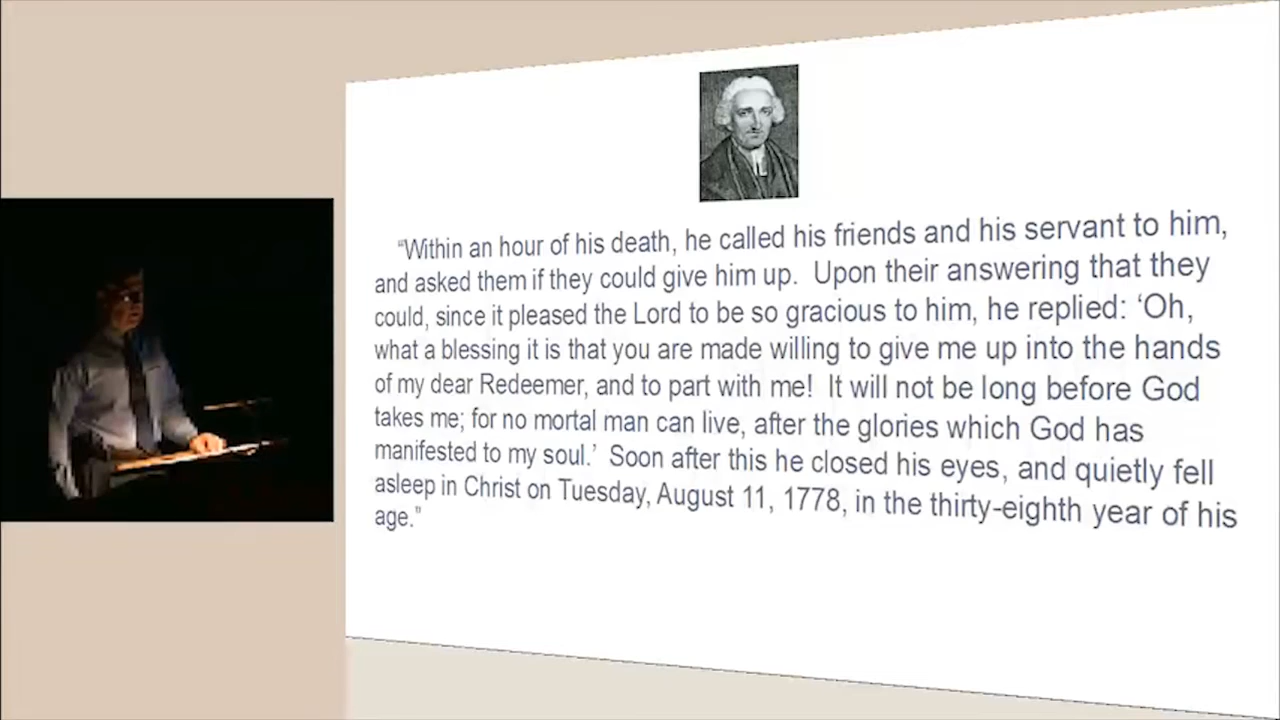 “Within an hour of his death, he called his friends and his servant to him,
and asked them if they could give him up.  Upon their answering that they
could, since it pleased the Lord to be so gracious to him, he replied: ‘Oh,
what a blessing it is that you are made willing to give me up into the hands
of my dear Redeemer, and to part with me!  It will not be long before God
takes me; for no mortal man can live, after the glories which God has
manifested to my soul.’  Soon after this he closed his eyes, and quietly fell
asleep in Christ on Tuesday, August 11, 1778, in the thirty-eighth year of his
age.”